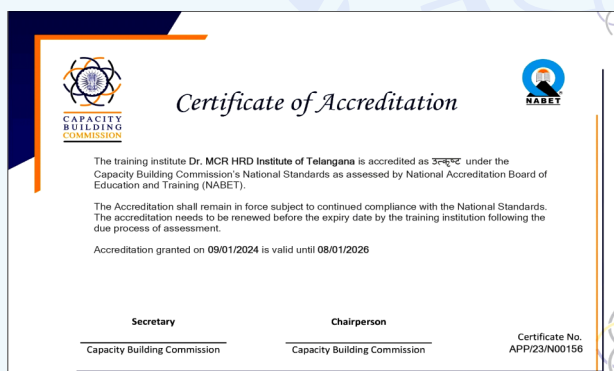 CAPACITY
BUILDING
COMMISSION
Certificate of Accreditation
NABET
The training institute Dr. MCR HRD Institute of Telangana is accredited as उत्कृष्ट under the
Capacity Building Commission's National Standards as assessed by National Accreditation Board of
Education and Training (NABET).
The Accreditation shall remain in force subject to continued compliance with the National Standards.
The accreditation needs to be renewed before the expiry date by the training institution following the
due process of assessment.
Accreditation granted on 09/01/2024 is valid until 08/01/2026
Secretary
Capacity Building Commission
Chairperson
Capacity Building Commission
Certificate No.
APP/23/N00156